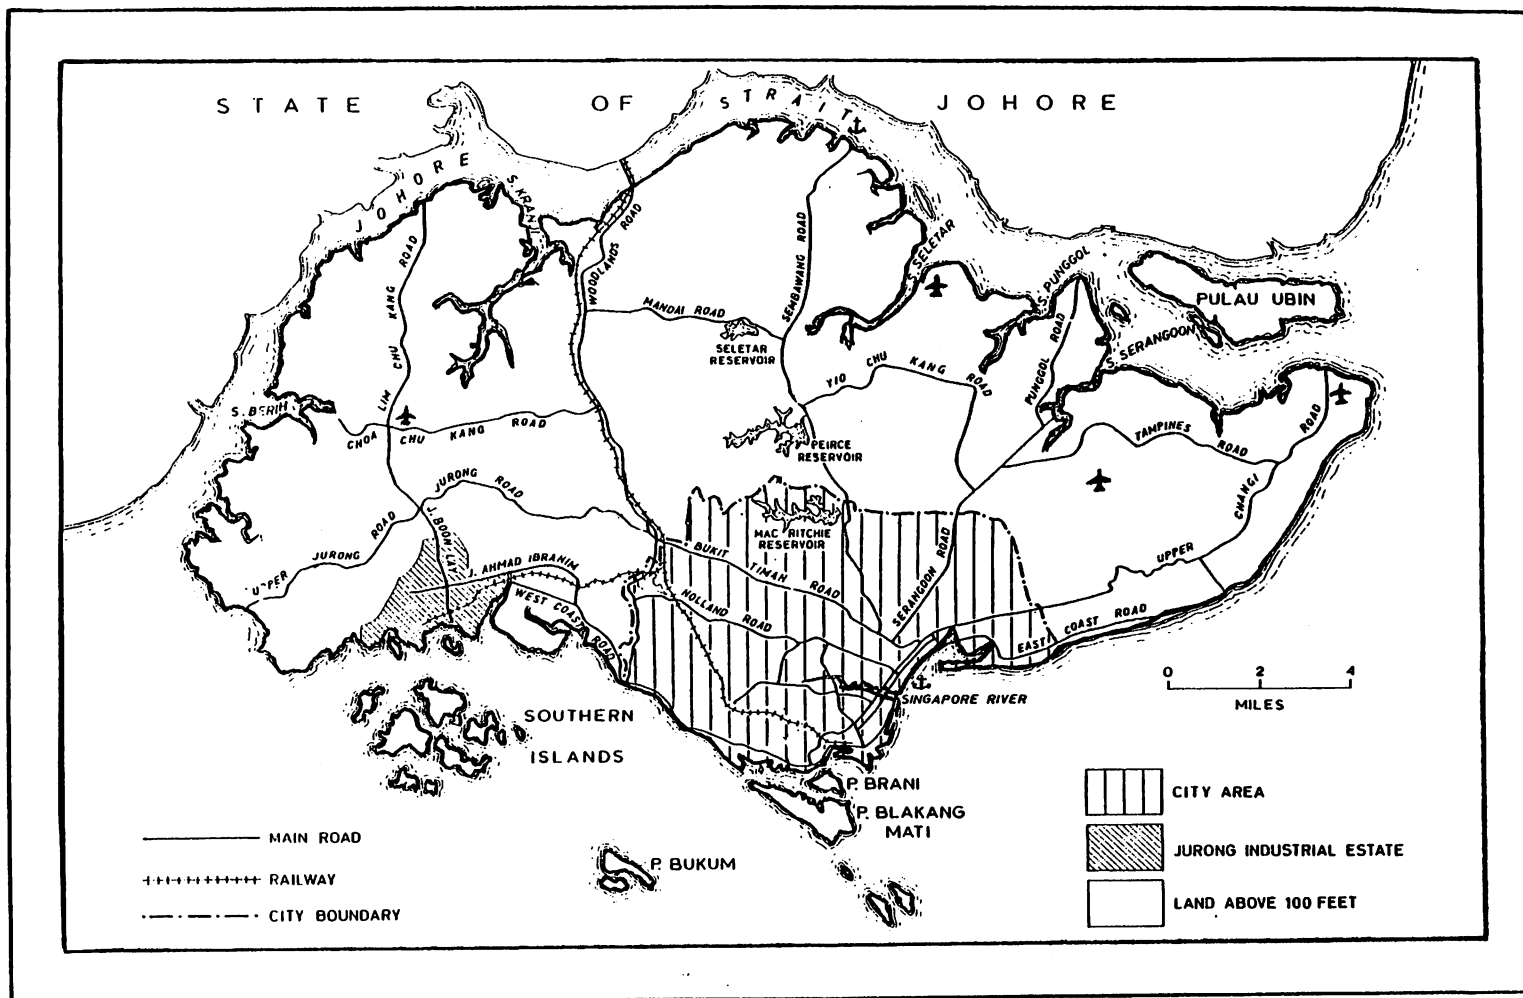 STATE OF JOHORE
JOHORE STRAIT
S. KRANJI
WOODLANDS ROAD
LIM CHU KANG ROAD
MANDAI ROAD
SEMBAWANG ROAD
S. SELETAR
S. PUNGGOL
PUNGGOL ROAD
PULAU UBIN
S. SERANGOON
SELETAR
RESERVOIR
YIO CHU KANG ROAD
S. BERIH
CHOA CHU KANG ROAD
PEIRCE
RESERVOIR
TAMPINES ROAD
UPPER CHANGI ROAD
JURONG ROAD
UPPER JURONG ROAD
J. BOON LAY
J. AHMAD IBRAHIM
WEST COAST ROAD
MAC RITCHIE
RESERVOIR
BUKIT TIMAH ROAD
HOLLAND ROAD
SERANGOON ROAD
EAST COAST ROAD
SINGAPORE RIVER
0 2 4
MILES
SOUTHERN
ISLANDS
P. BRANI
P. BLAKANG
MATI
P. BUKUM
MAIN ROAD
RAILWAY
CITY BOUNDARY
CITY AREA
JURONG INDUSTRIAL ESTATE
LAND ABOVE 100 FEET